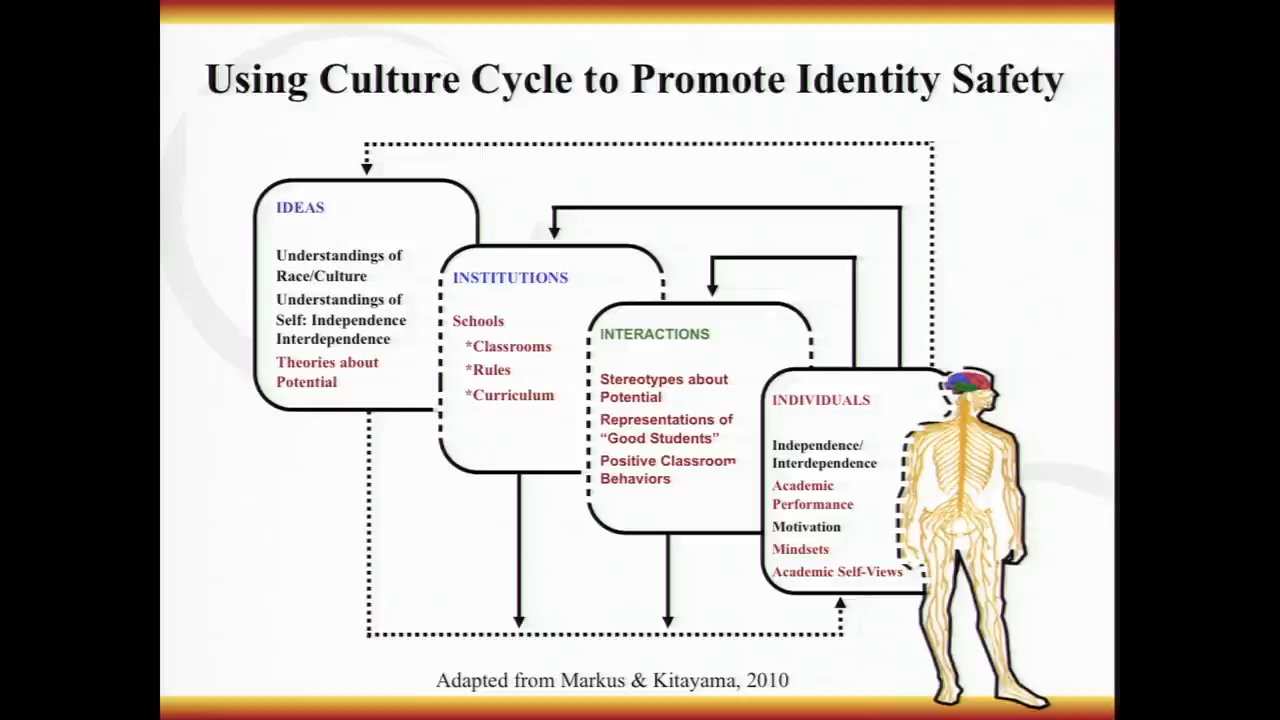 Using Culture Cycle to Promote Identity Safety
IDEAS
Understandings of
Race/Culture
Understandings of
Self: Independence
Interdependence
Theories about
Potential
INSTITUTIONS
Schools
*Classrooms
*Rules
*Curriculum
INTERACTIONS
Stereotypes about
Potential
Representations of
“Good Students”
Positive Classroom
Behaviors
INDIVIDUALS
Independence/
Interdependence
Academic
Performance
Motivation
Mindsets
Academic Self-Views
Adapted from Markus & Kitayama, 2010